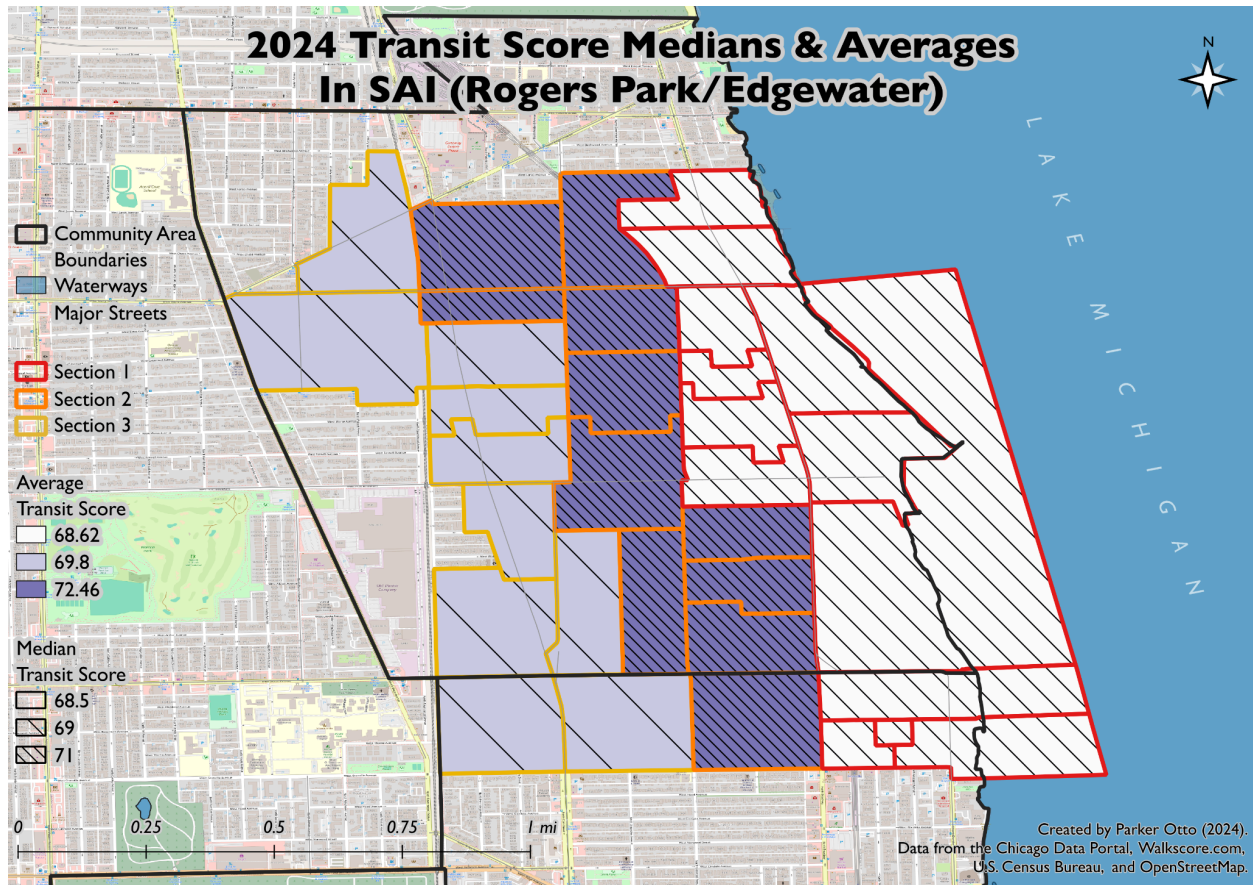 2024 Transit Score Medians & Averages
In SAI (Rogers Park/Edgewater)
N
LAKE MICHIGAN
Community Area
Boundaries
Waterways
Major Streets
Section 1
Section 2
Section 3
Average
Transit Score
68.62
69.8
72.46
Median
Transit Score
68.5
69
71
0 0.25 0.5 0.75 1 mi
Created by Parker Otto (2024).
Data from the Chicago Data Portal, Walkscore.com,
U.S. Census Bureau, and OpenStreetMap.